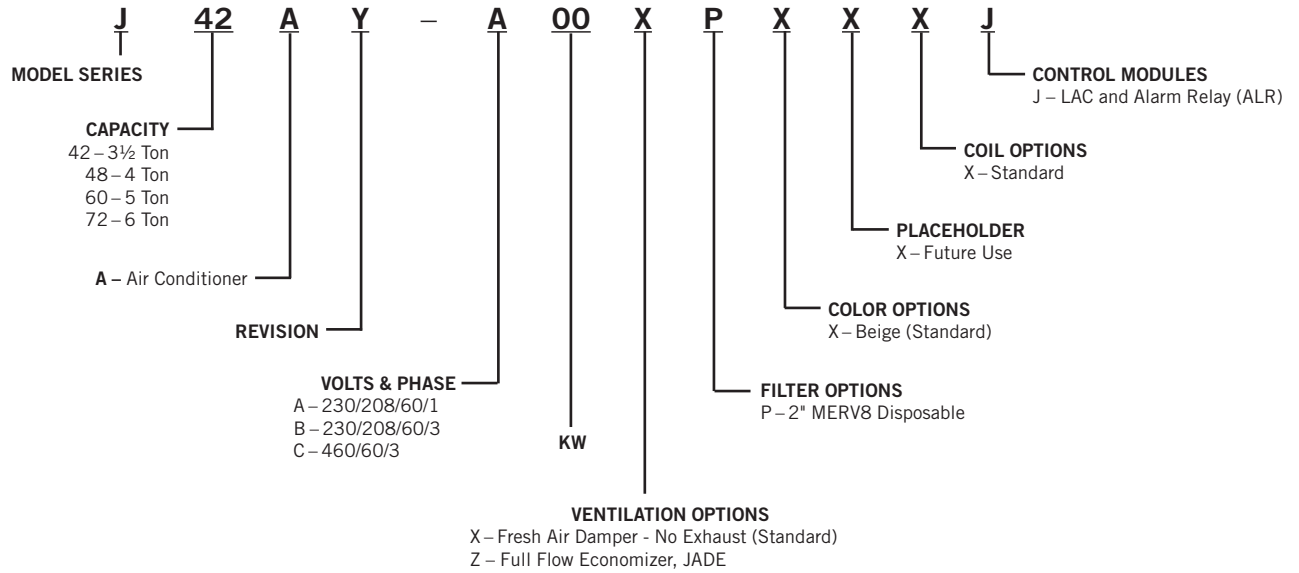 J 42 A Y – A 00 X P X X X J
MODEL SERIES
CAPACITY
42 – 3½ Ton
48 – 4 Ton
60 – 5 Ton
72 – 6 Ton
A – Air Conditioner
REVISION
VOLTS & PHASE
A – 230/208/60/1
B – 230/208/60/3
C – 460/60/3
KW
VENTILATION OPTIONS
X – Fresh Air Damper - No Exhaust (Standard)
Z – Full Flow Economizer, JADE
FILTER OPTIONS
P – 2" MERV8 Disposable
COLOR OPTIONS
X – Beige (Standard)
PLACEHOLDER
X – Future Use
COIL OPTIONS
X – Standard
CONTROL MODULES
J – LAC and Alarm Relay (ALR)